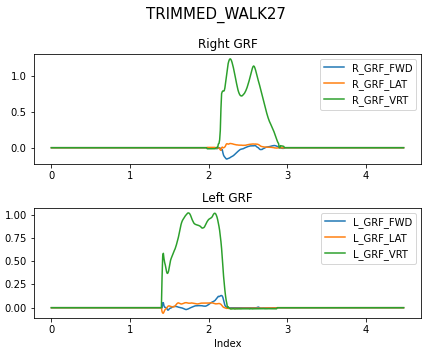 TRIMMED_WALK27
Right GRF
R_GRF_FWD
R_GRF_LAT
R_GRF_VRT
1.0
0.5
0.0
0
1
2
3
4
Left GRF
L_GRF_FWD
L_GRF_LAT
L_GRF_VRT
1.00
0.75
0.50
0.25
0.00
0
1
2
3
4
Index